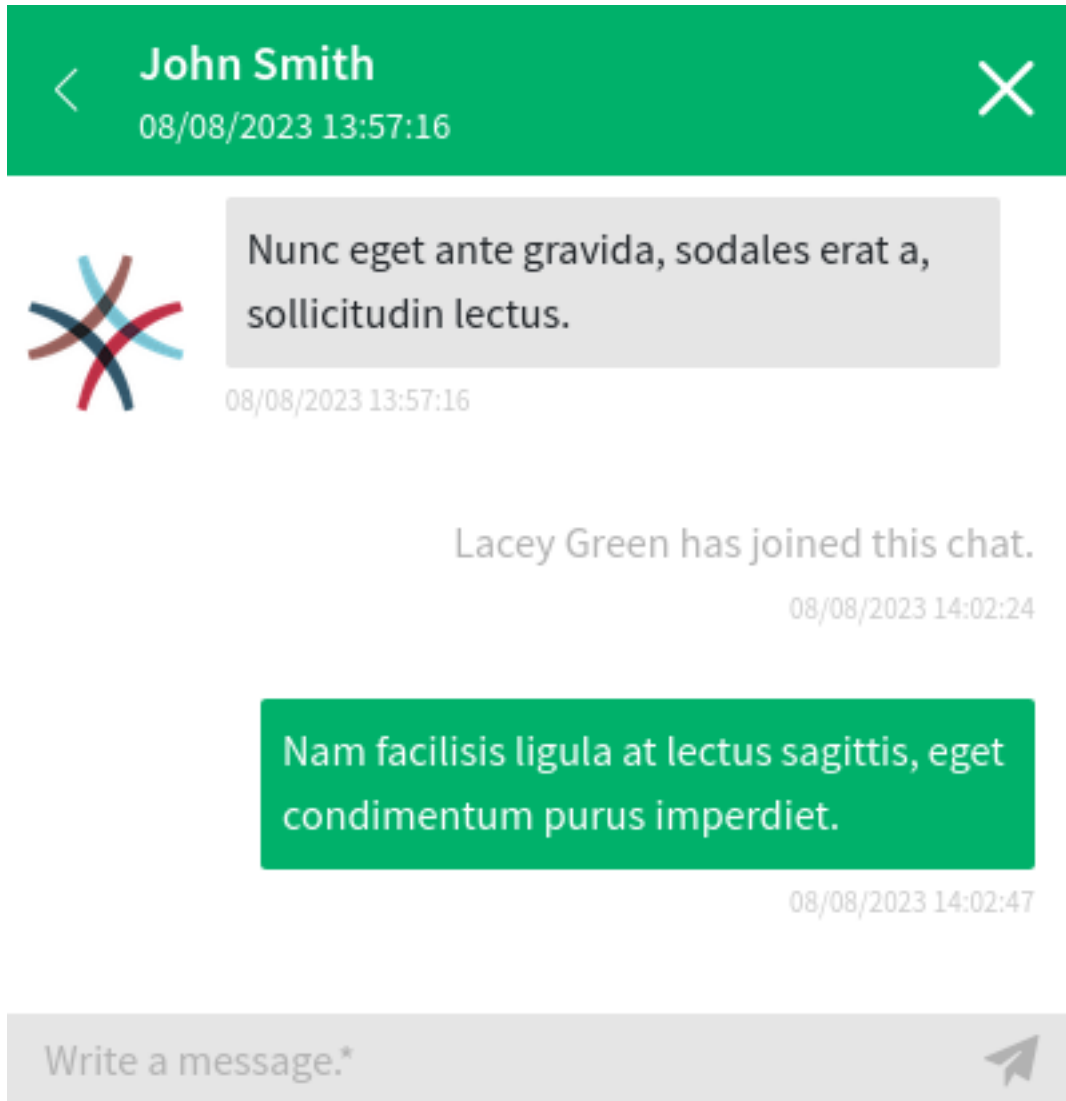 John Smith
08/08/2023 13:57:16
Nunc eget ante gravida, sodales erat a,
sollicitudin lectus.
08/08/2023 13:57:16
Lacey Green has joined this chat.
08/08/2023 14:02:24
Nam facilisis ligula at lectus sagittis, eget
condimentum purus imperdiet.
08/08/2023 14:02:47
Write a message.*